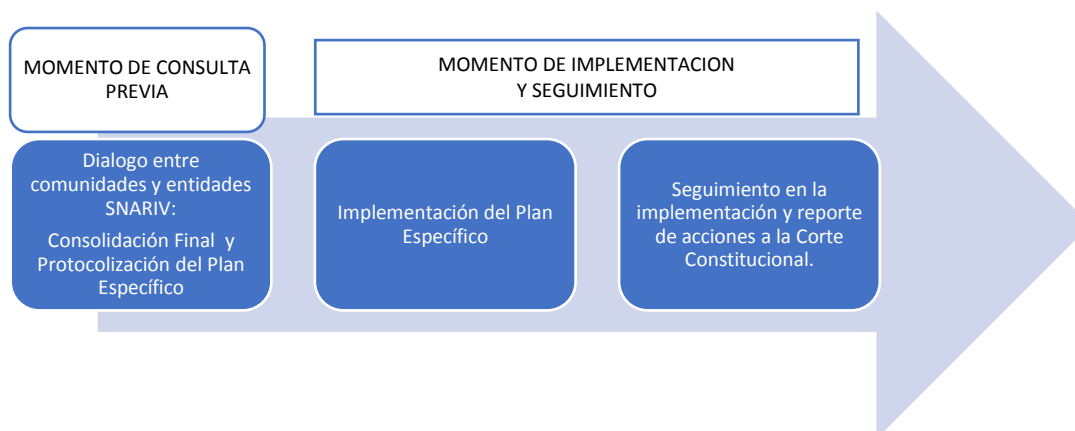 MOMENTO DE CONSULTA
PREVIA
MOMENTO DE IMPLEMENTACION
Y SEGUIMIENTO
Dialogo entre
comunidades y entidades
SNARIV:
Consolidación Final y
Protocolización del Plan
Específico
Implementación del Plan
Específico
Seguimiento en la
implementación y reporte
de acciones a la Corte
Constitucional.